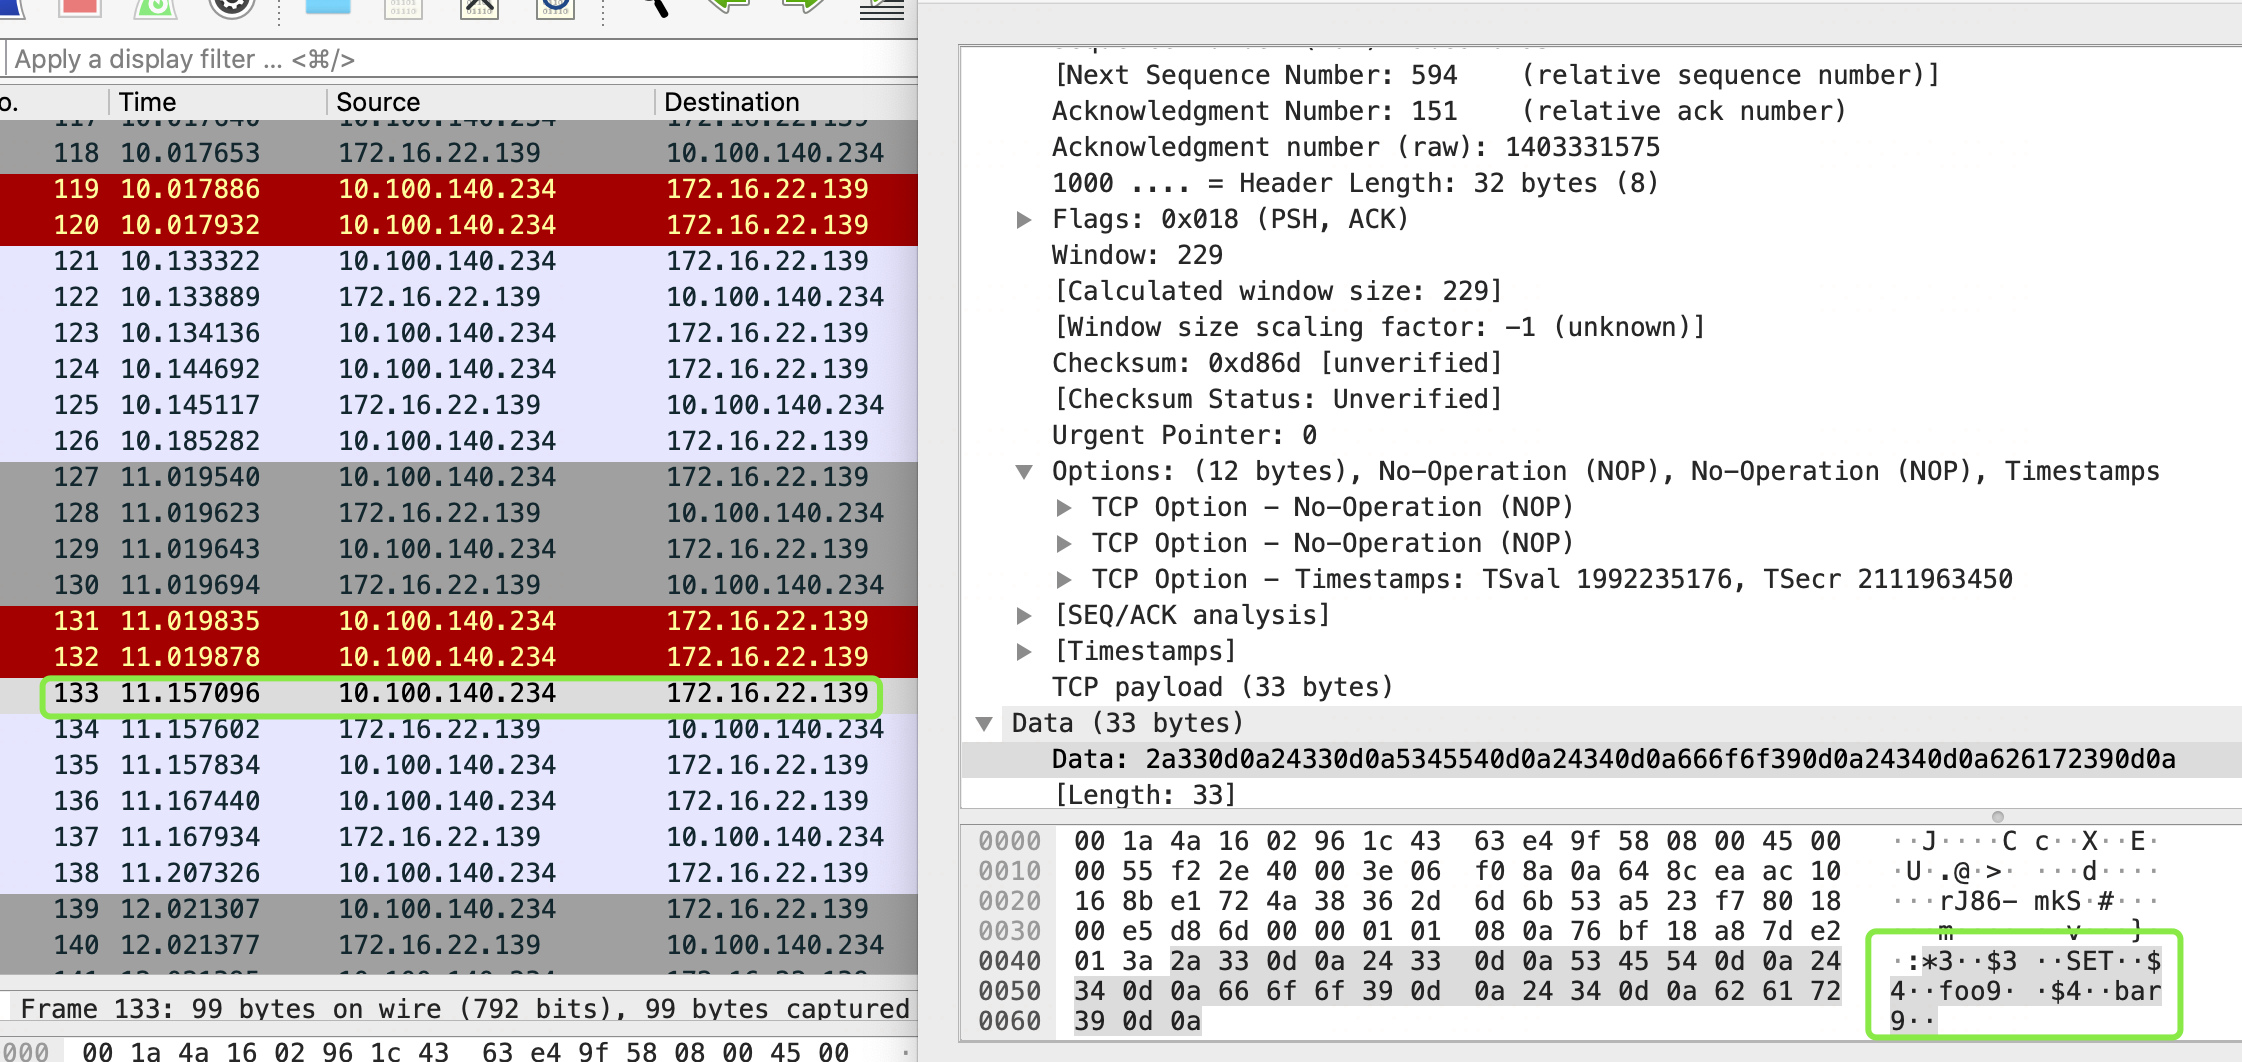 Apply a display filter ... <⌘/>
o. Time Source Destination
118 10.017653 172.16.22.139 10.100.140.234
119 10.017886 10.100.140.234 172.16.22.139
120 10.017932 10.100.140.234 172.16.22.139
121 10.133322 10.100.140.234 172.16.22.139
122 10.133889 172.16.22.139 10.100.140.234
123 10.134136 10.100.140.234 172.16.22.139
124 10.144692 10.100.140.234 172.16.22.139
125 10.145117 172.16.22.139 10.100.140.234
126 10.185282 10.100.140.234 172.16.22.139
127 11.019540 10.100.140.234 172.16.22.139
128 11.019623 172.16.22.139 10.100.140.234
129 11.019643 10.100.140.234 172.16.22.139
130 11.019694 172.16.22.139 10.100.140.234
131 11.019835 10.100.140.234 172.16.22.139
132 11.019878 10.100.140.234 172.16.22.139
133 11.157096 10.100.140.234 172.16.22.139
134 11.157602 172.16.22.139 10.100.140.234
135 11.157834 10.100.140.234 172.16.22.139
136 11.167440 10.100.140.234 172.16.22.139
137 11.167934 172.16.22.139 10.100.140.234
138 11.207326 10.100.140.234 172.16.22.139
139 12.021307 10.100.140.234 172.16.22.139
140 12.021377 172.16.22.139 10.100.140.234
Frame 133: 99 bytes on wire (792 bits), 99 bytes captured
000 00 1a 4a 16 02 96 1c 43 63 e4 9f 58 08 00 45 00
[Next Sequence Number: 594 (relative sequence number)]
Acknowledgment Number: 151 (relative ack number)
Acknowledgment number (raw): 1403331575
1000 .... = Header Length: 32 bytes (8)
Flags: 0x018 (PSH, ACK)
Window: 229
[Calculated window size: 229]
[Window size scaling factor: -1 (unknown)]
Checksum: 0xd86d [unverified]
[Checksum Status: Unverified]
Urgent Pointer: 0
Options: (12 bytes), No-Operation (NOP), No-Operation (NOP), Timestamps
TCP Option - No-Operation (NOP)
TCP Option - No-Operation (NOP)
TCP Option - Timestamps: TSval 1992235176, TSecr 2111963450
[SEQ/ACK analysis]
[Timestamps]
TCP payload (33 bytes)
Data (33 bytes)
Data: 2a330d0a24330d0a5345540d0a24340d0a666f6f390d0a24340d0a626172390d0a
[Length: 33]
0000 00 1a 4a 16 02 96 1c 43 63 e4 9f 58 08 00 45 00 ··J····C c··X··E·
0010 00 55 f2 2e 40 00 3e 06 f0 8a 0a 64 8c ea ac 10 ·U·.@·>· ···d····
0020 16 8b e1 72 4a 38 36 2d 6d 6b 53 a5 23 f7 80 18 ···rJ86- mkS·#···
0030 00 e5 d8 6d 00 00 01 01 08 0a 76 bf 18 a8 7d e2 ···m···· ··v···}·
0040 01 3a 2a 33 0d 0a 24 33 0d 0a 53 45 54 0d 0a 24 ·:*3··$3 ··SET··$
0050 34 0d 0a 66 6f 6f 39 0d 0a 24 34 0d 0a 62 61 72 4··foo9· ·$4··bar
0060 39 0d 0a 9··